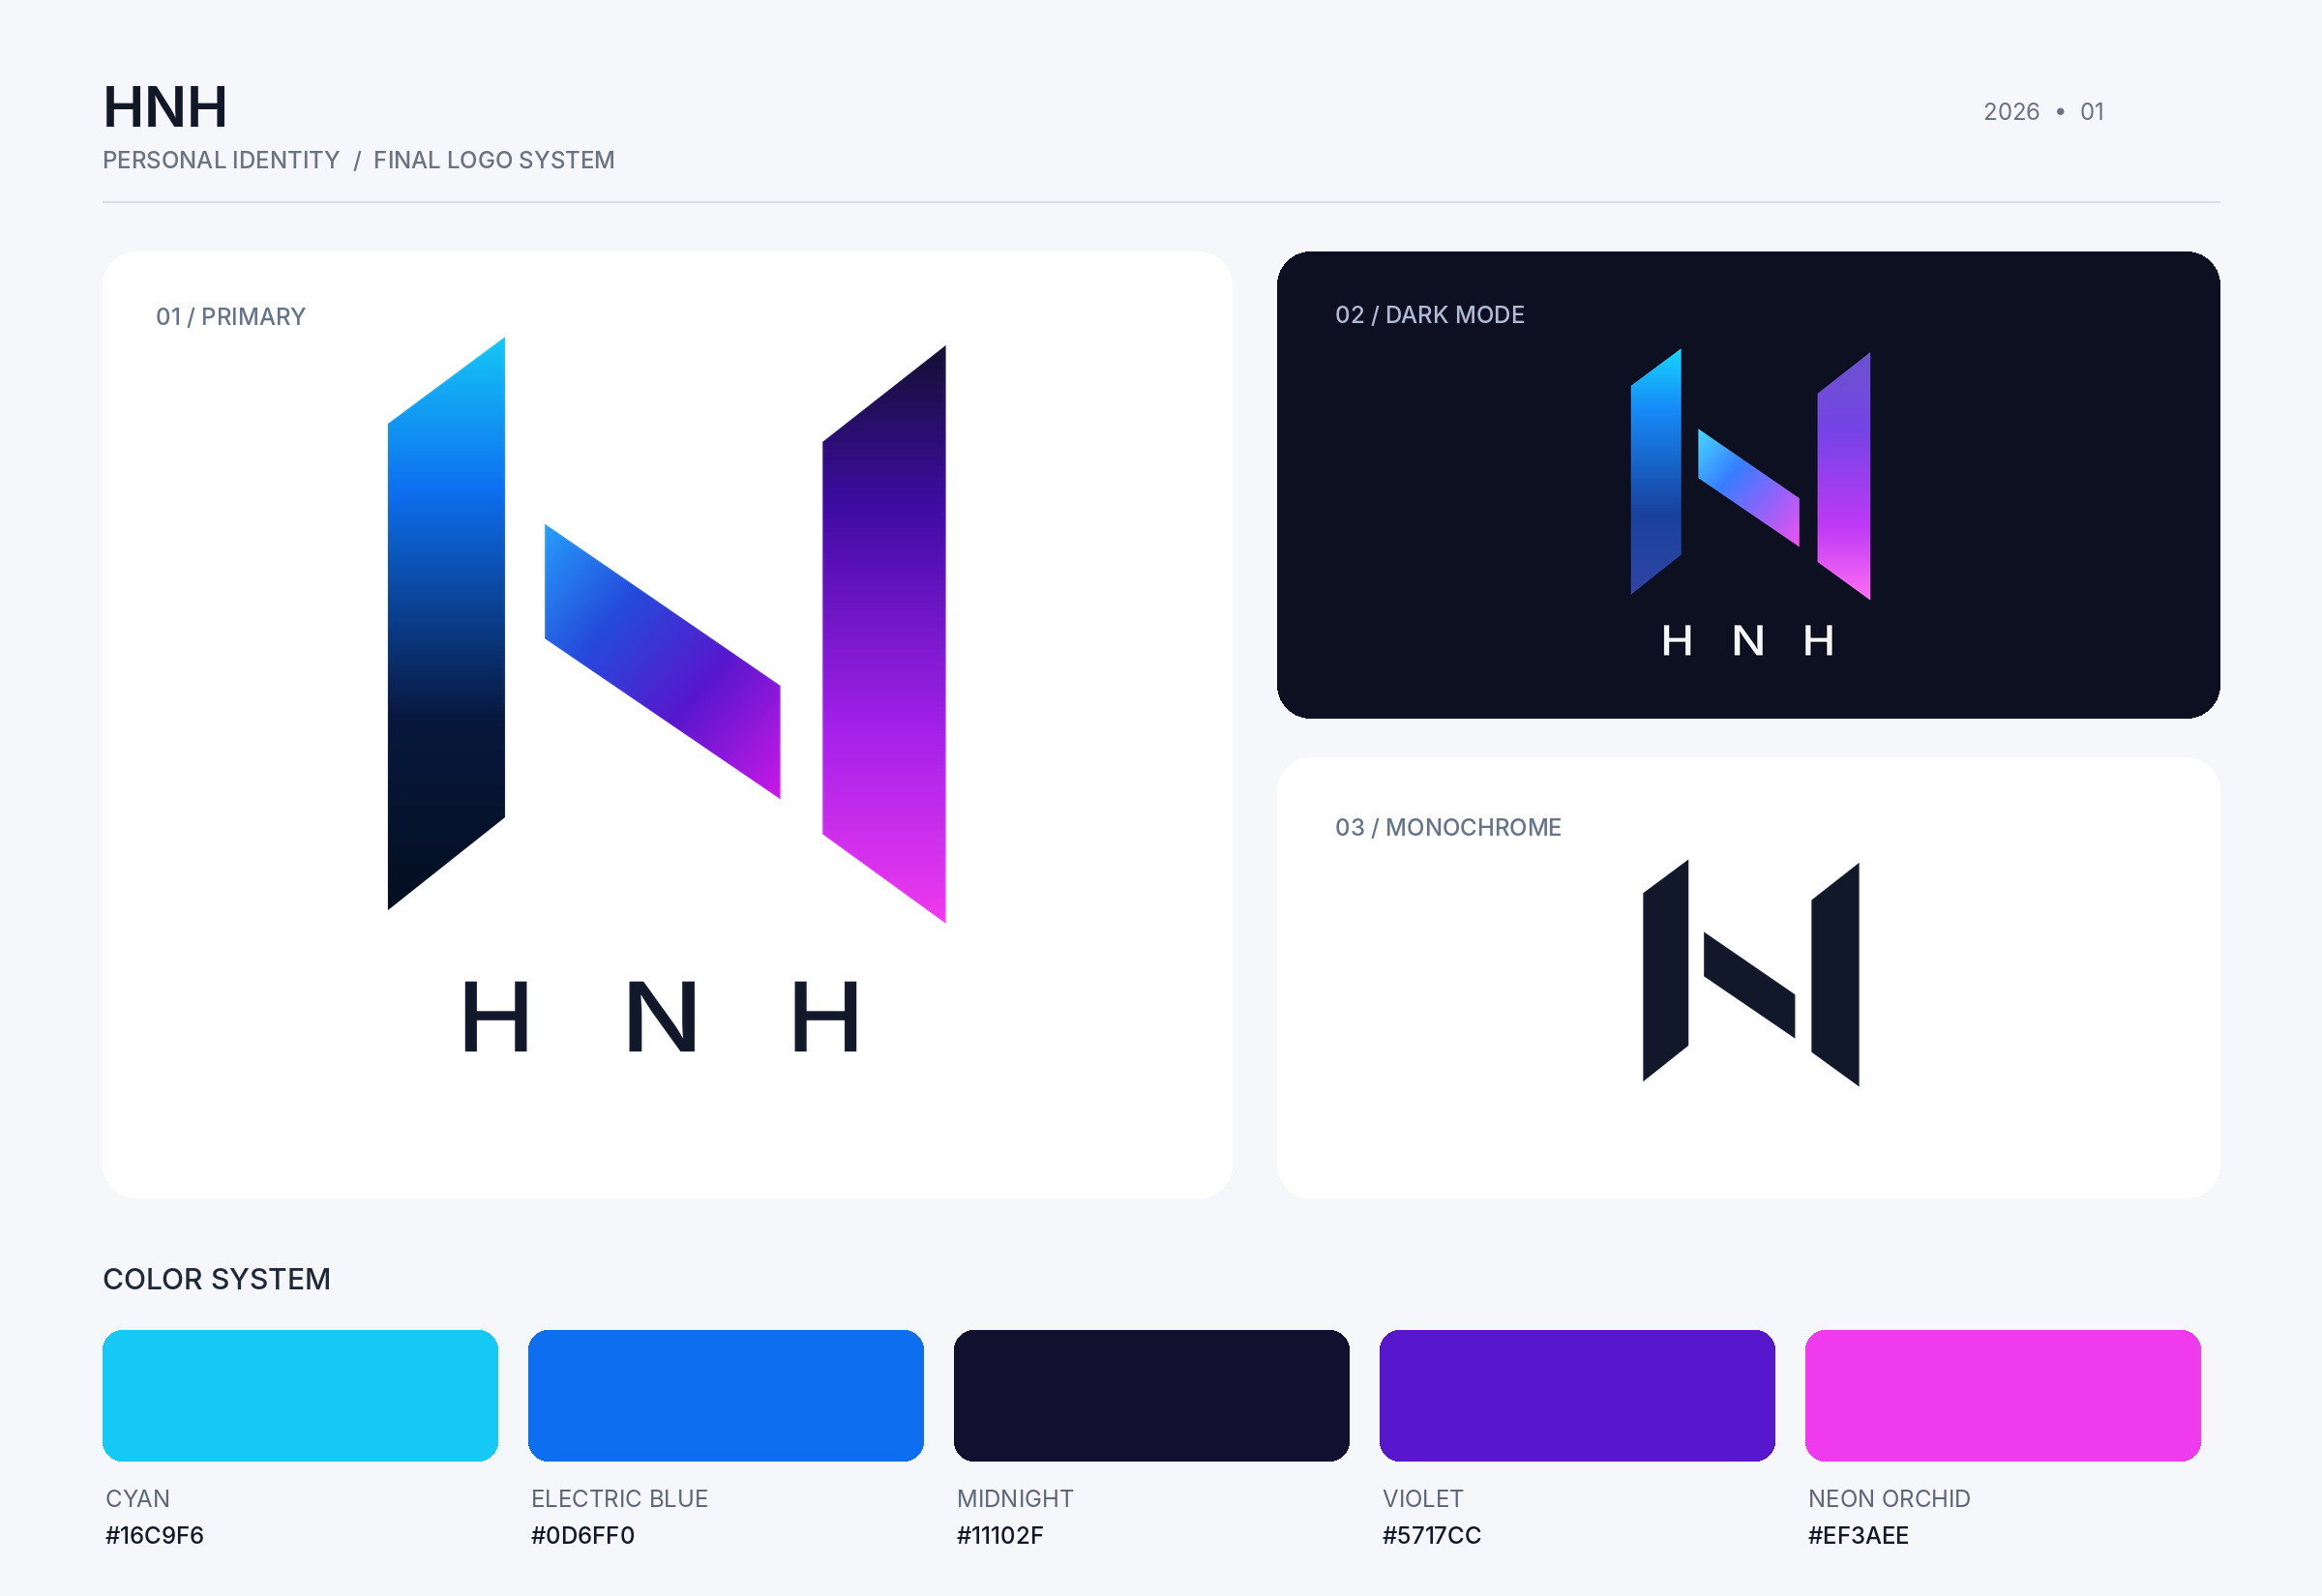 HNH
2026 • 01
PERSONAL IDENTITY / FINAL LOGO SYSTEM
01 / PRIMARY
H N H
02 / DARK MODE
H N H
03 / MONOCHROME
COLOR SYSTEM
CYAN
#16C9F6
ELECTRIC BLUE
#0D6FF0
MIDNIGHT
#11102F
VIOLET
#5717CC
NEON ORCHID
#EF3AEE